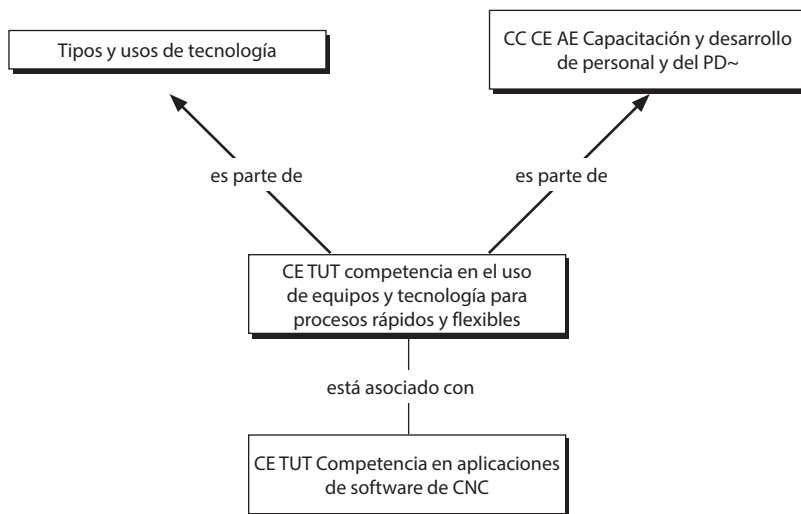 Tipos y usos de tecnología
CC CE AE Capacitación y desarrollo
de personal y del PD~
es parte de
es parte de
CE TUT competencia en el uso
de equipos y tecnología para
procesos rápidos y flexibles
está asociado con
CE TUT Competencia en aplicaciones
de software de CNC